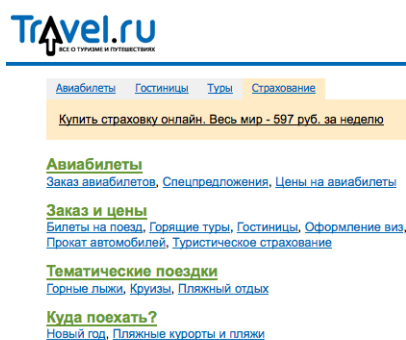 Travel.ru
ВСЕ О ТУРИЗМЕ И ПУТЕШЕСТВИЯХ
Авиабилеты Гостиницы Туры Страхование
Купить страховку онлайн. Весь мир - 597 руб. за неделю
Авиабилеты
Заказ авиабилетов, Спецпредложения, Цены на авиабилеты
Заказ и цены
Билеты на поезд, Горящие туры, Гостиницы, Оформление виз,
Прокат автомобилей, Туристическое страхование
Тематические поездки
Горные лыжи, Круизы, Пляжный отдых
Куда поехать?
Новый год, Пляжные курорты и пляжи